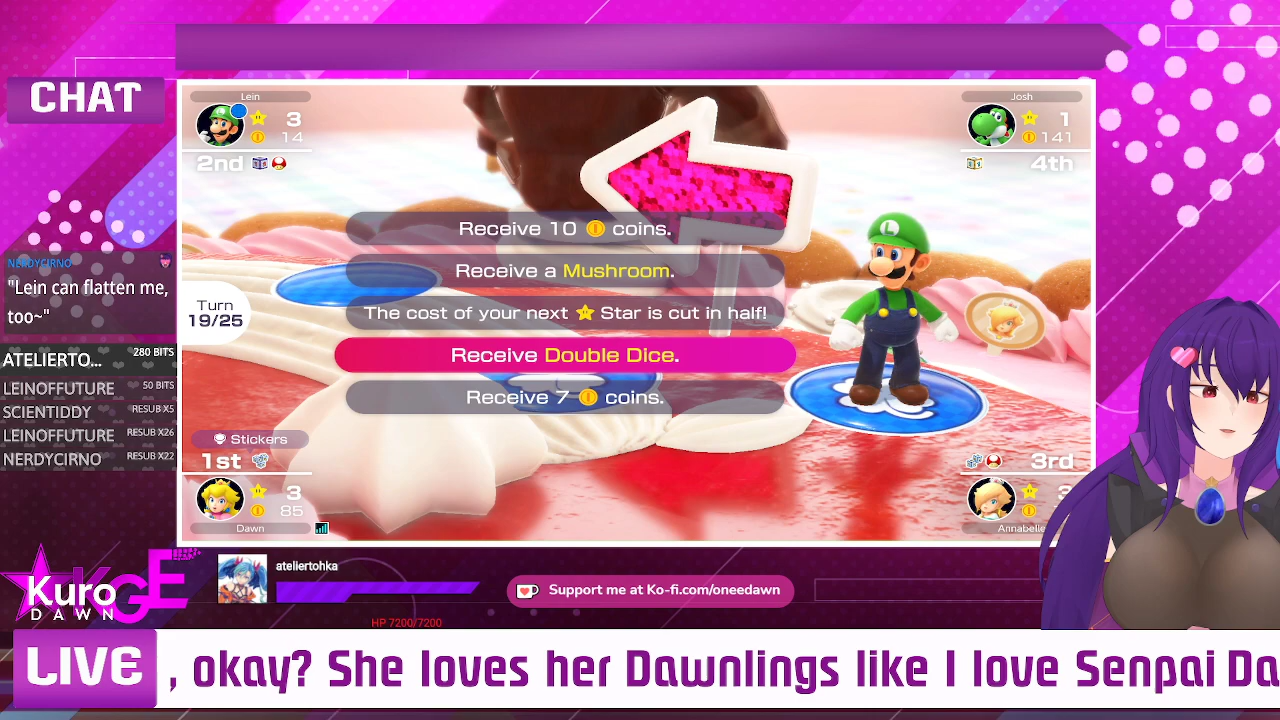 CHAT
NERDYCIRNO
"Lein can flatten me,
too~"
ATELIERTO... 280 BITS
LEINOFFUTURE 50 BITS
SCIENTIDDY RESUB X5
LEINOFFUTURE RESUB X26
NERDYCIRNO RESUB X22
Lein
3
14
2nd
Josh
1
141
4th
Turn
19/25
Receive 10 coins.
Receive a Mushroom.
The cost of your next Star is cut in half!
Receive Double Dice.
Receive 7 coins.
L
Stickers
1st
3
85
Dawn
3rd
3
Annabelle
Kuro
DAWN
KGE
ateliertohka
HP 7200/7200
Support me at Ko-fi.com/oneedawn
LIVE
, okay? She loves her Dawnlings like I love Senpai Da